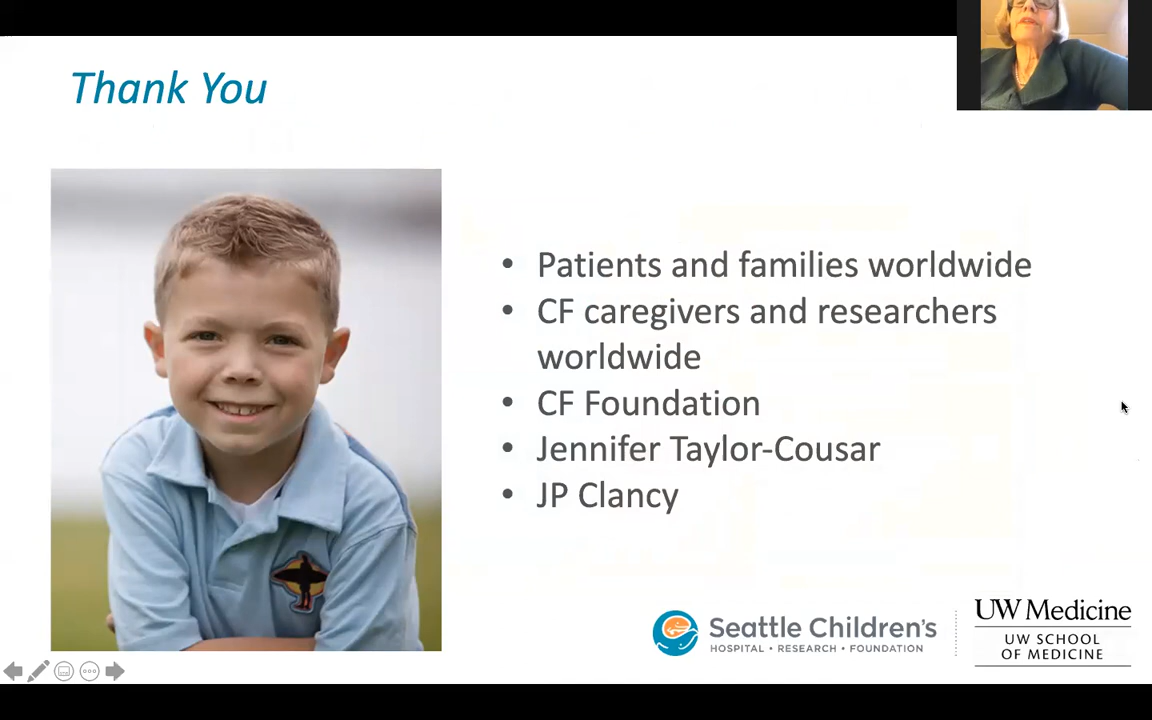 Thank You
• Patients and families worldwide
• CF caregivers and researchers
worldwide
• CF Foundation
• Jennifer Taylor-Cousar
• JP Clancy
Seattle Children's
HOSPITAL • RESEARCH • FOUNDATION
UW Medicine
UW SCHOOL
OF MEDICINE